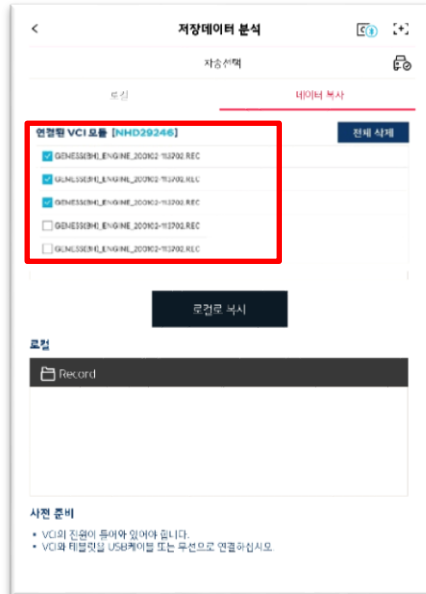 저장데이터 분석
차종선택
로컬
데이터 복사
연결된 VCI 모듈 [NHD29246]
전체 삭제
GENESIS(BH)_ENGINE_200102-113702.REC
GENESIS(BH)_ENGINE_200102-113702.REC
GENESIS(BH)_ENGINE_200102-113702.REC
GENESIS(BH)_ENGINE_200102-113702.REC
GENESIS(BH)_ENGINE_200102-113702.REC
로컬로 복사
로컬
Record
사전 준비
• VCI의 전원이 들어와 있어야 합니다.
• VCI와 태블릿을 USB케이블 또는 무선으로 연결하십시오.